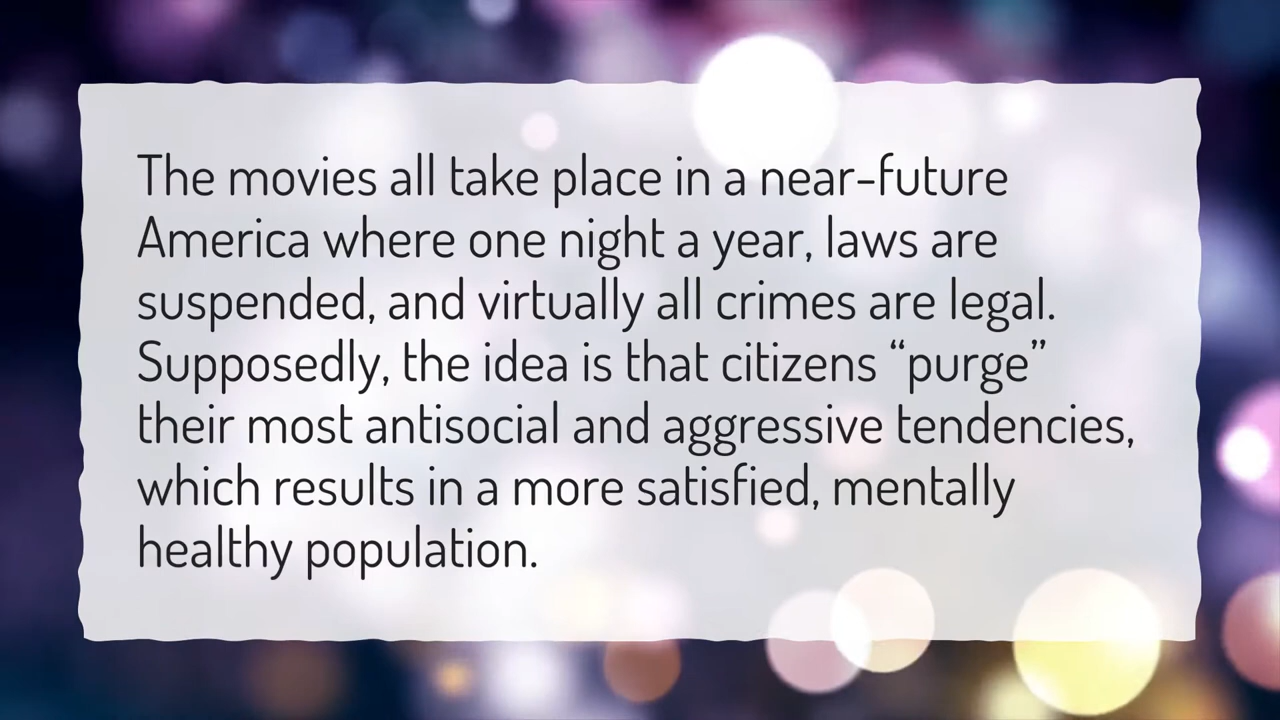 The movies all take place in a near-future
America where one night a year, laws are
suspended, and virtually all crimes are legal.
Supposedly, the idea is that citizens “purge”
their most antisocial and aggressive tendencies,
which results in a more satisfied, mentally
healthy population.